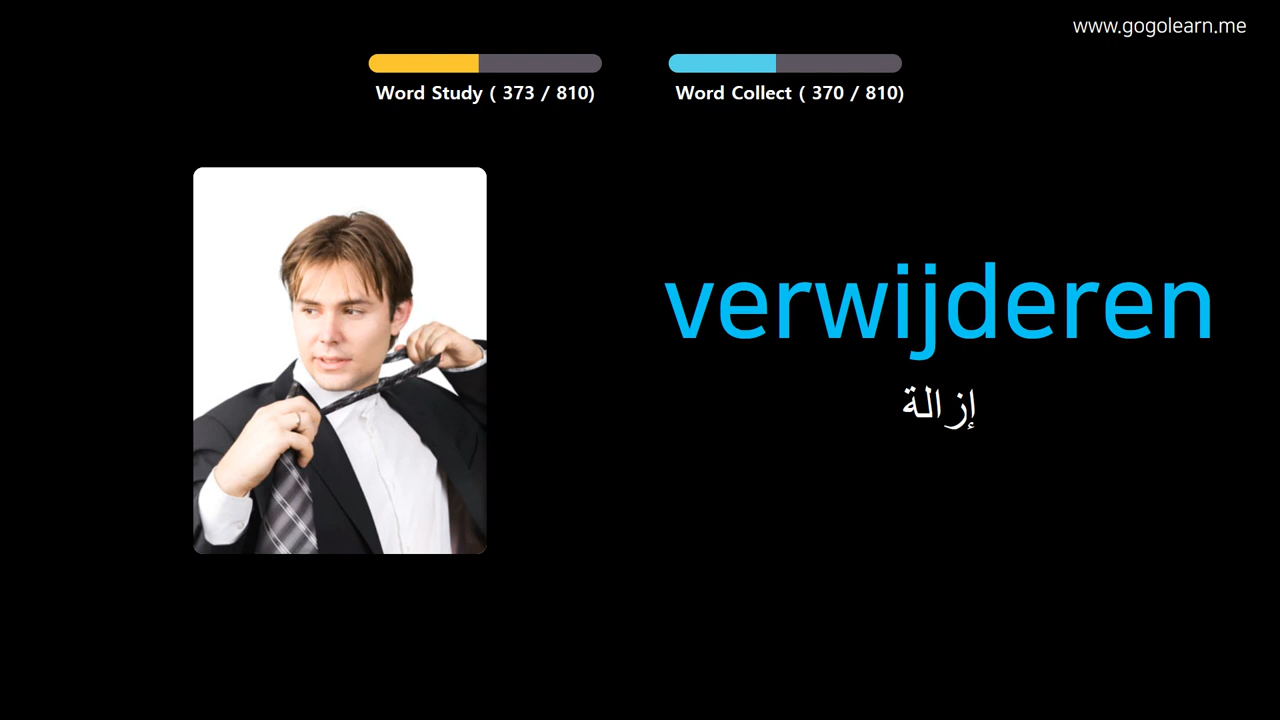 www.gogolearn.me
Word Study ( 373 / 810)
Word Collect ( 370 / 810)
verwijderen
إزالة